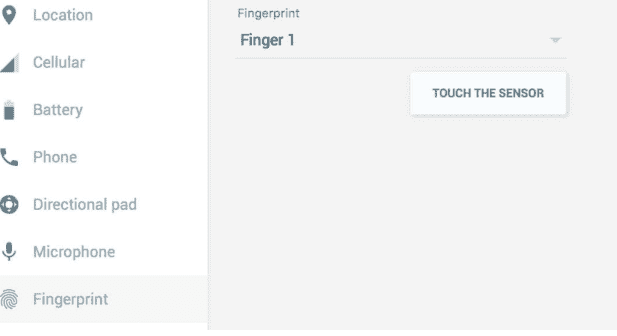 Location
Cellular
Battery
Phone
Directional pad
Microphone
Fingerprint
Fingerprint
Finger 1
TOUCH THE SENSOR